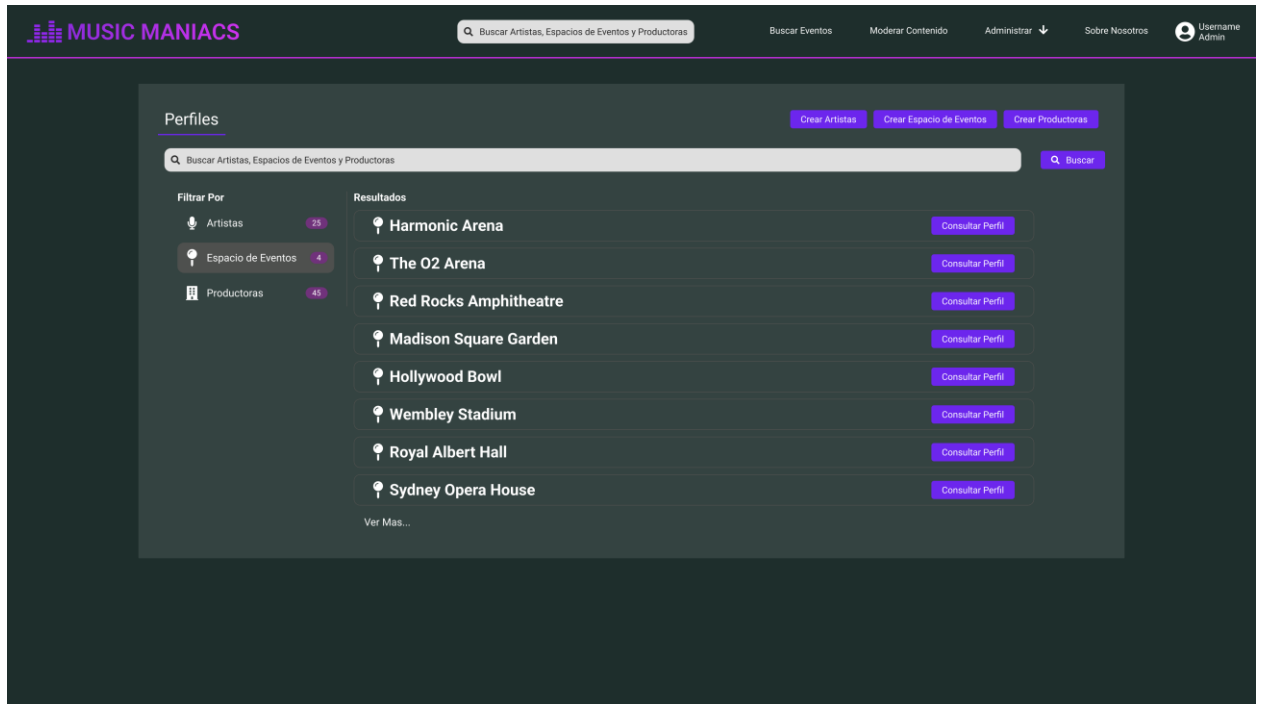 MUSIC MANIACS
Buscar Artistas, Espacios de Eventos y Productoras
Buscar Eventos
Moderar Contenido
Administrar
Sobre Nosotros
Username
Admin
Perfiles
Crear Artistas
Crear Espacio de Eventos
Crear Productoras
Buscar Artistas, Espacios de Eventos y Productoras
Buscar
Filtrar Por
Artistas 25
Espacio de Eventos 4
Productoras 45
Resultados
Harmonic Arena Consultar Perfil
The O2 Arena Consultar Perfil
Red Rocks Amphitheatre Consultar Perfil
Madison Square Garden Consultar Perfil
Hollywood Bowl Consultar Perfil
Wembley Stadium Consultar Perfil
Royal Albert Hall Consultar Perfil
Sydney Opera House Consultar Perfil
Ver Mas...